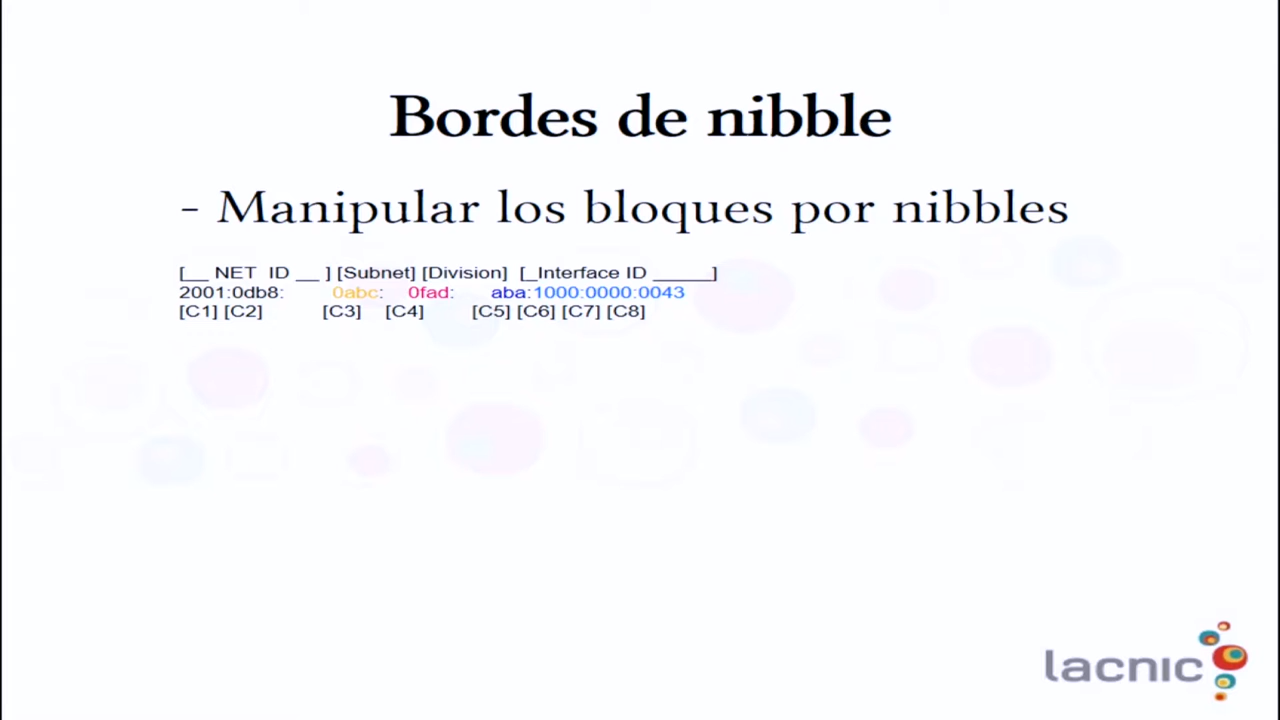 Bordes de nibble
- Manipular los bloques por nibbles
[__ NET ID __ ] [Subnet] [Division] [_Interface ID _____]
2001:0db8: 0abc: 0fad: aba:1000:0000:0043
[C1] [C2] [C3] [C4] [C5] [C6] [C7] [C8]
lacnic